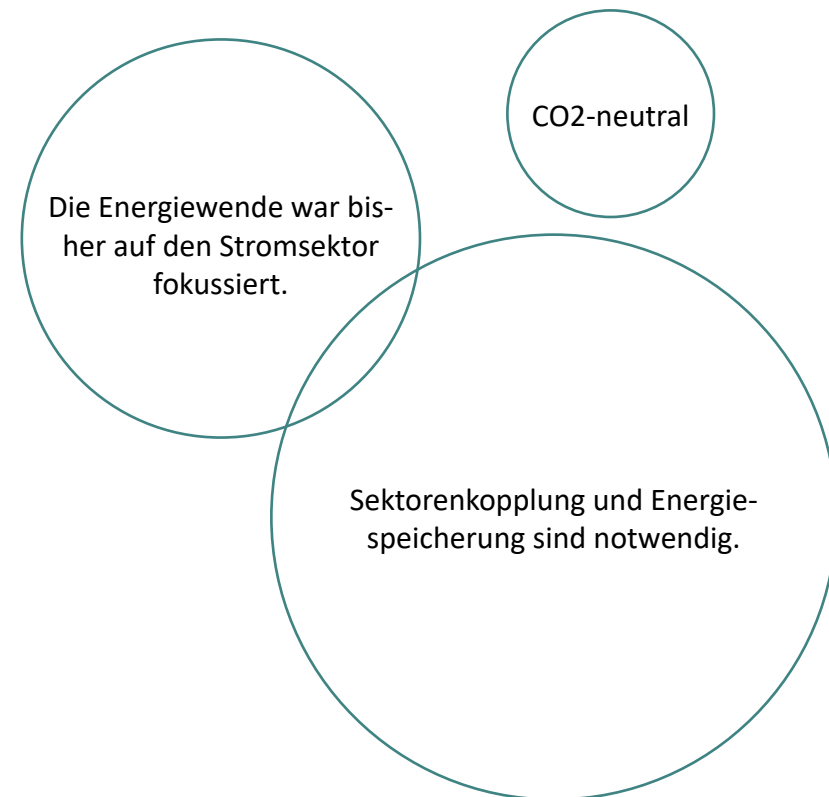 CO2-neutral
Die Energiewende war bis-
her auf den Stromsektor
fokussiert.
Sektorenkopplung und Energie-
speicherung sind notwendig.